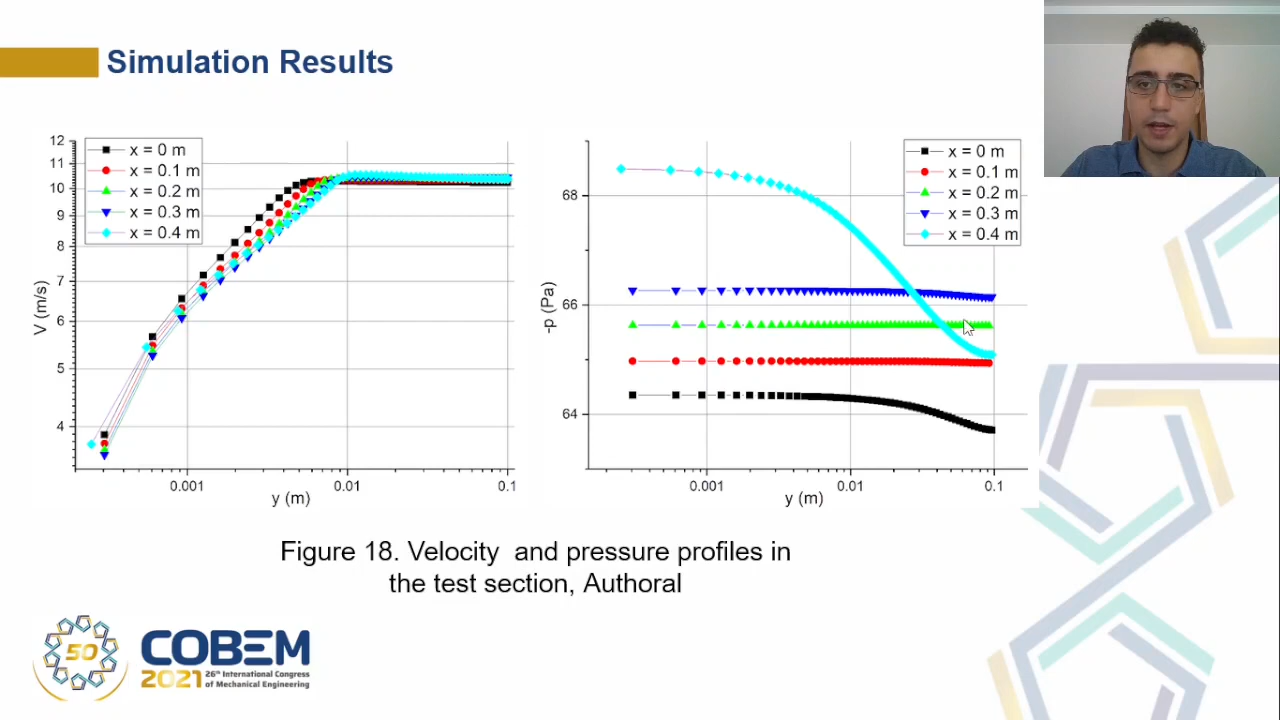 Simulation Results
12
11
10
9
8
7
6
5
4
V (m/s)
x = 0 m
x = 0.1 m
x = 0.2 m
x = 0.3 m
x = 0.4 m
0.001
0.01
0.1
y (m)
68
66
64
-p (Pa)
x = 0 m
x = 0.1 m
x = 0.2 m
x = 0.3 m
x = 0.4 m
0.001
0.01
0.1
y (m)
Figure 18. Velocity and pressure profiles in
the test section, Authoral
50
COBEM
2021 26th International Congress
of Mechanical Engineering